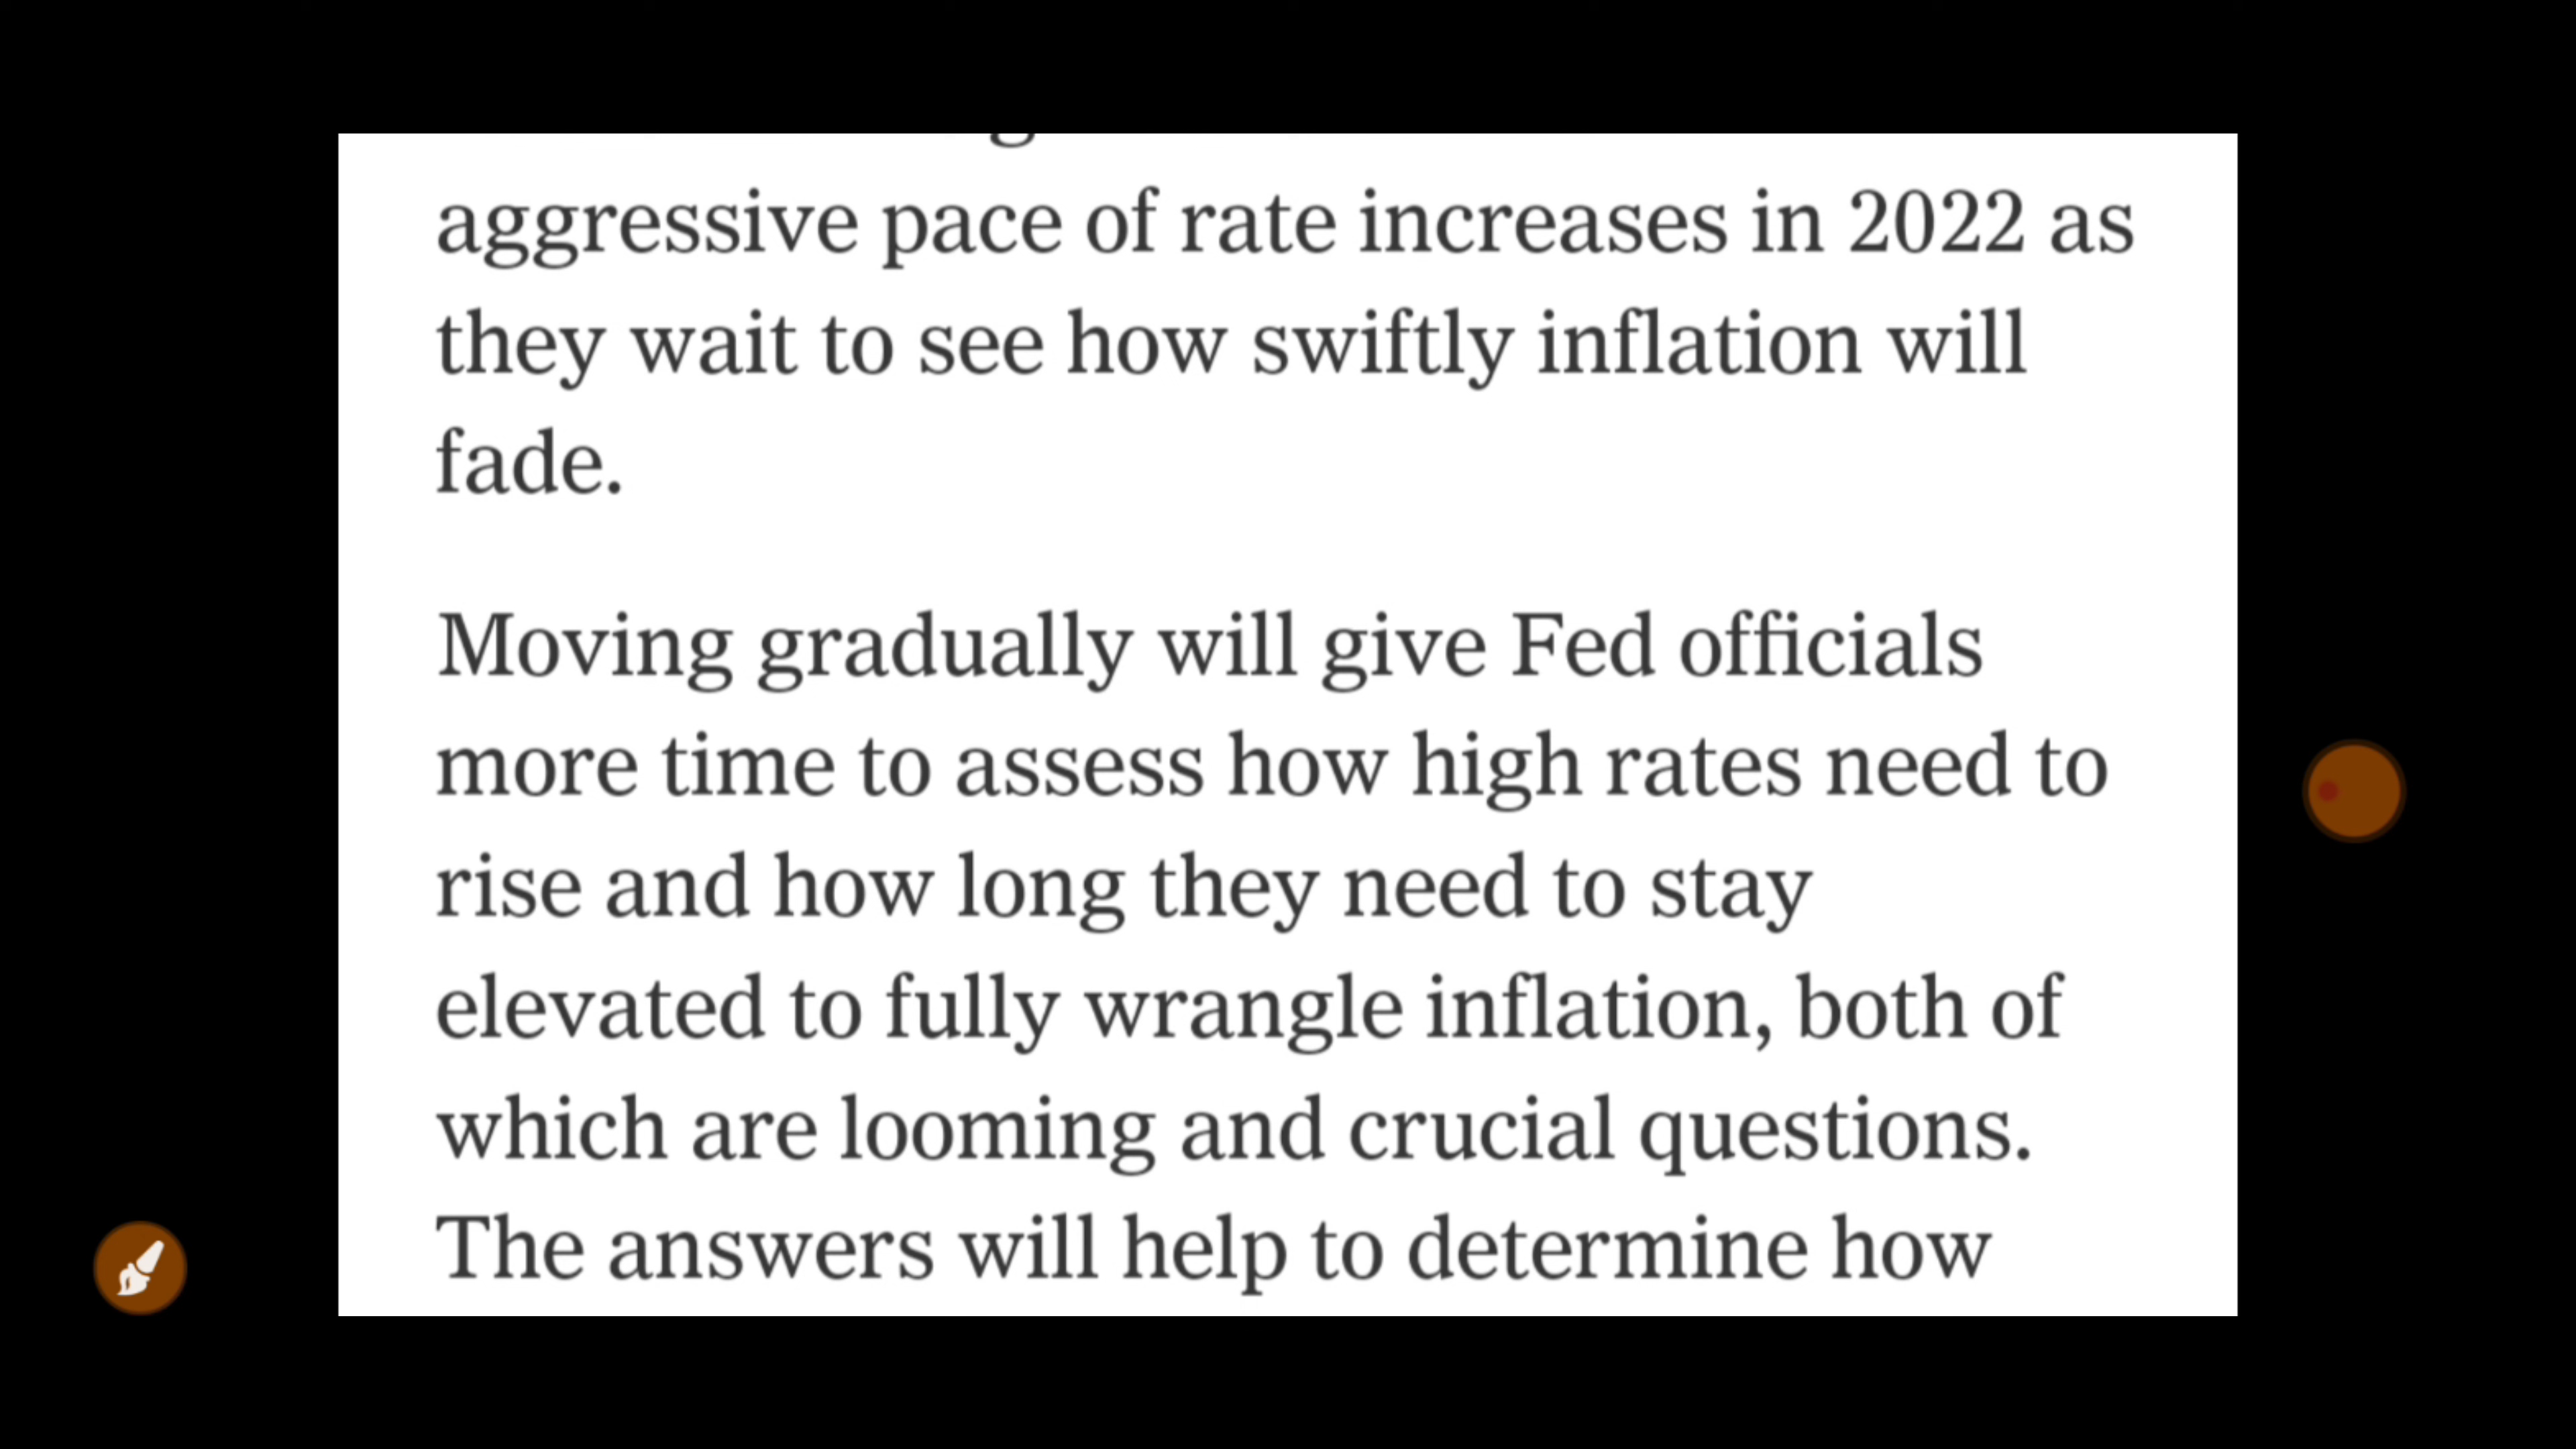 aggressive pace of rate increases in 2022 as
they wait to see how swiftly inflation will
fade.
Moving gradually will give Fed officials
more time to assess how high rates need to
rise and how long they need to stay
elevated to fully wrangle inflation, both of
which are looming and crucial questions.
The answers will help to determine how